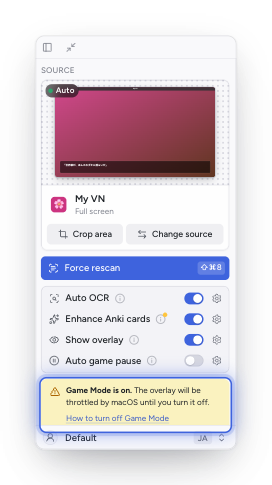 SOURCE
Auto
My VN
Full screen
Crop area
Change source
Force rescan
⇧⌘8
Auto OCR
Enhance Anki cards
Show overlay
Auto game pause
Game Mode is on. The overlay will be
throttled by macOS until you turn it off.
How to turn off Game Mode
Default
JA